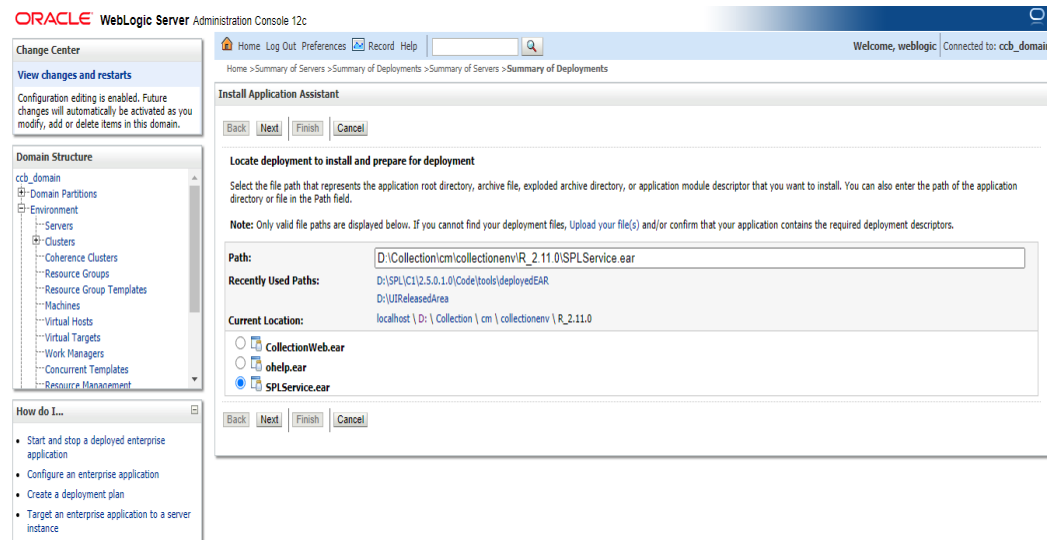 ORACLE WebLogic Server Administration Console 12c
Change Center
View changes and restarts
Configuration editing is enabled. Future
changes will automatically be activated as you
modify, add or delete items in this domain.
Domain Structure
ccb_domain
Domain Partitions
Environment
Servers
Clusters
Coherence Clusters
Resource Groups
Resource Group Templates
Machines
Virtual Hosts
Virtual Targets
Work Managers
Concurrent Templates
Resource Management
How do I...
Start and stop a deployed enterprise
application
Configure an enterprise application
Create a deployment plan
Target an enterprise application to a server
instance
Home Log Out Preferences Record Help
Welcome, weblogic Connected to: ccb_domain
Home >Summary of Servers >Summary of Deployments >Summary of Servers >Summary of Deployments
Install Application Assistant
Back Next Finish Cancel
Locate deployment to install and prepare for deployment
Select the file path that represents the application root directory, archive file, exploded archive directory, or application module descriptor that you want to install. You can also enter the path of the application
directory or file in the Path field.
Note: Only valid file paths are displayed below. If you cannot find your deployment files, Upload your file(s) and/or confirm that your application contains the required deployment descriptors.
Path: D:\Collection\cm\collectionenv\R_2.11.0\SPLService.ear
Recently Used Paths: D:\SPL\C1\2.5.0.1.0\Code\tools\deployedEAR
D:\UIReleasedArea
Current Location: localhost \ D: \ Collection \ cm \ collectionenv \ R_2.11.0
CollectionWeb.ear
ohelp.ear
SPLService.ear
Back Next Finish Cancel